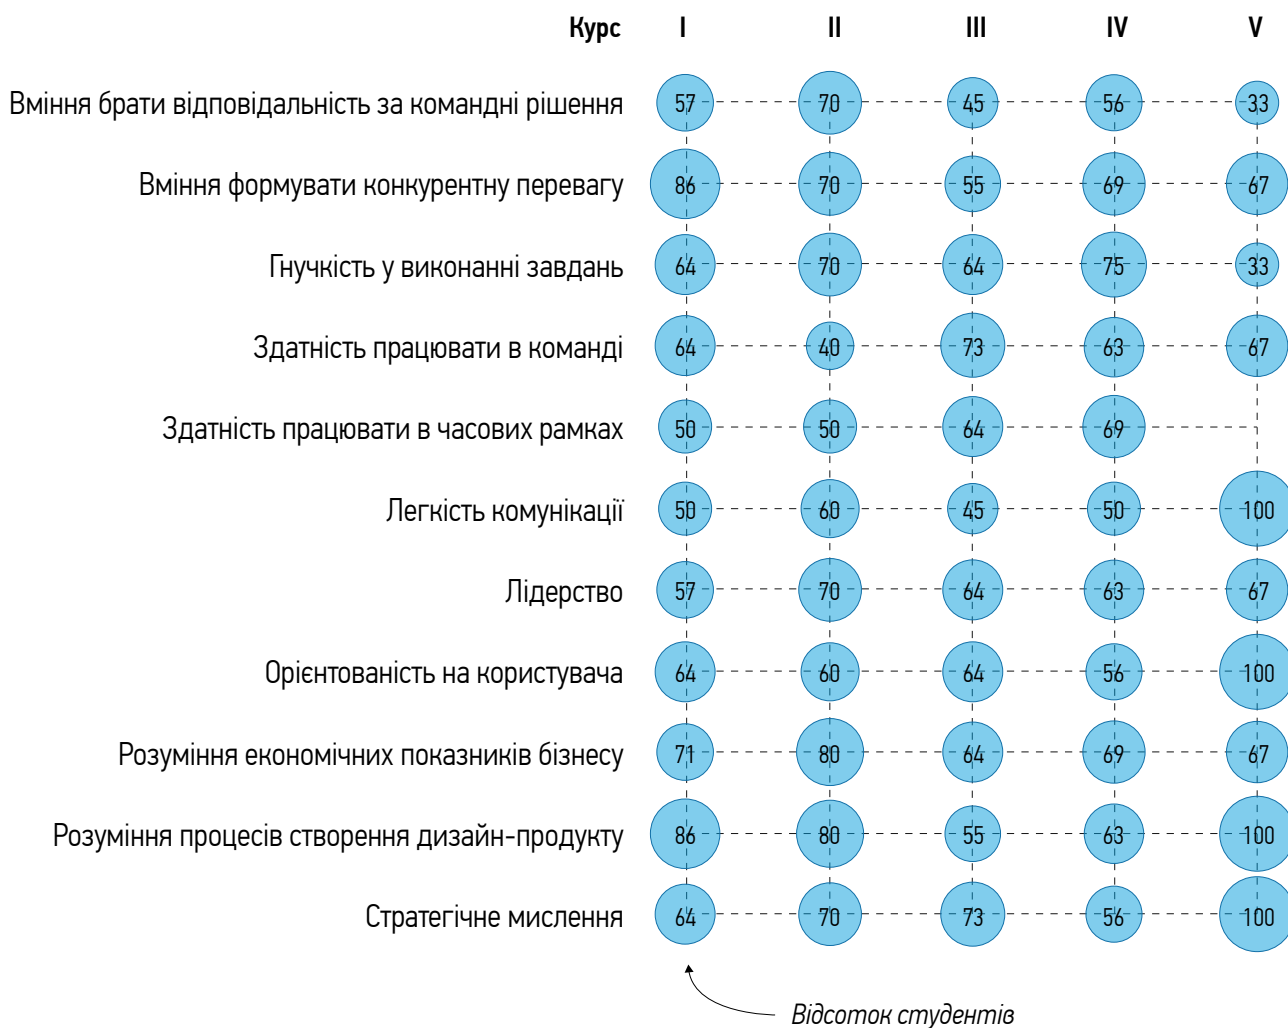 Курс I II III IV V
Вміння брати відповідальність за командні рішення 57 70 45 56 33
Вміння формувати конкурентну перевагу 86 70 55 69 67
Гнучкість у виконанні завдань 64 70 64 75 33
Здатність працювати в команді 64 40 73 63 67
Здатність працювати в часових рамках 50 50 64 69
Легкість комунікації 50 60 45 50 100
Лідерство 57 70 64 63 67
Орієнтованість на користувача 64 60 64 56 100
Розуміння економічних показників бізнесу 71 80 64 69 67
Розуміння процесів створення дизайн-продукту 86 80 55 63 100
Стратегічне мислення 64 70 73 56 100
Відсоток студентів